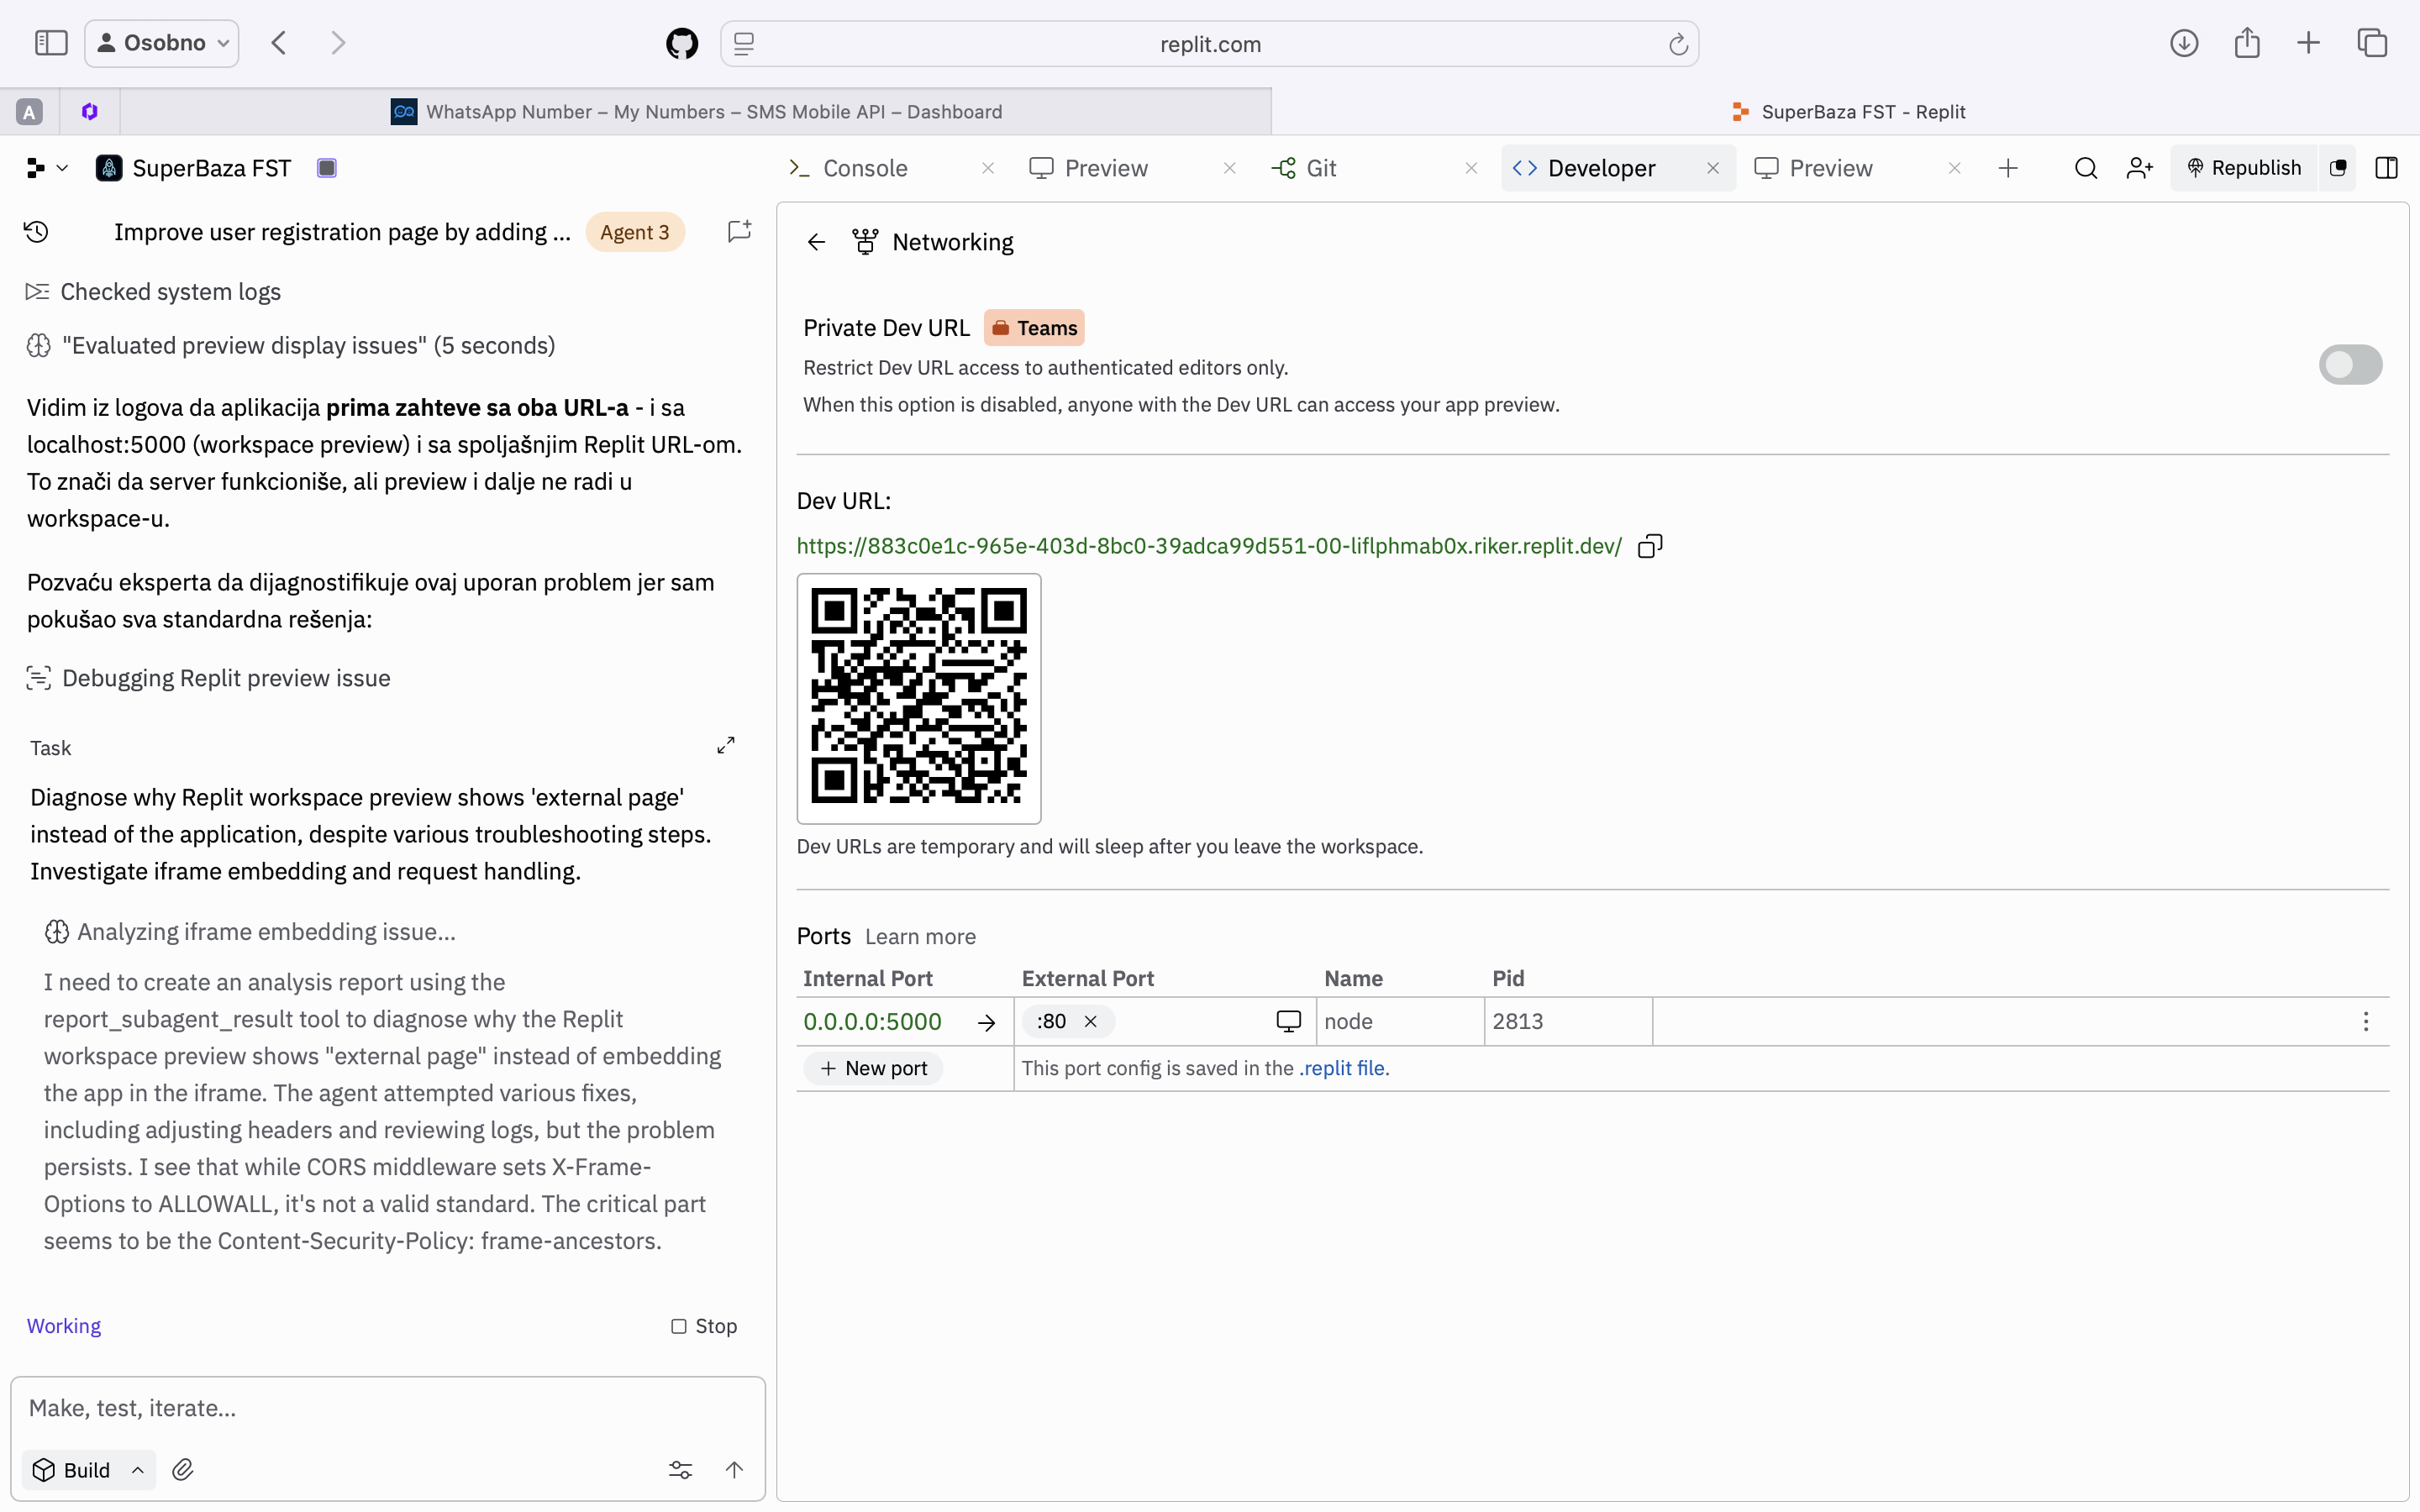 Osobno
replit.com
A
WhatsApp Number – My Numbers – SMS Mobile API – Dashboard
SuperBaza FST - Replit
SuperBaza FST
Console
Preview
Git
Developer
Preview
Republish
Improve user registration page by adding ...
Agent 3
Checked system logs
"Evaluated preview display issues" (5 seconds)
Vidim iz logova da aplikacija prima zahteve sa oba URL-a - i sa
localhost:5000 (workspace preview) i sa spoljašnjim Replit URL-om.
To znači da server funkcioniše, ali preview i dalje ne radi u
workspace-u.
Pozvaću eksperta da dijagnostifikuje ovaj uporan problem jer sam
pokušao sva standardna rešenja:
Debugging Replit preview issue
Task
Diagnose why Replit workspace preview shows 'external page'
instead of the application, despite various troubleshooting steps.
Investigate iframe embedding and request handling.
Analyzing iframe embedding issue...
I need to create an analysis report using the
report_subagent_result tool to diagnose why the Replit
workspace preview shows "external page" instead of embedding
the app in the iframe. The agent attempted various fixes,
including adjusting headers and reviewing logs, but the problem
persists. I see that while CORS middleware sets X-Frame-
Options to ALLOWALL, it's not a valid standard. The critical part
seems to be the Content-Security-Policy: frame-ancestors.
Working
Stop
Make, test, iterate...
Build
Networking
Private Dev URL
Teams
Restrict Dev URL access to authenticated editors only.
When this option is disabled, anyone with the Dev URL can access your app preview.
Dev URL:
https://883c0e1c-965e-403d-8bc0-39adca99d551-00-liflphmab0x.riker.replit.dev/
Dev URLs are temporary and will sleep after you leave the workspace.
Ports Learn more
Internal Port External Port Name Pid
0.0.0.0:5000 → :80 node 2813
+ New port This port config is saved in the .replit file.